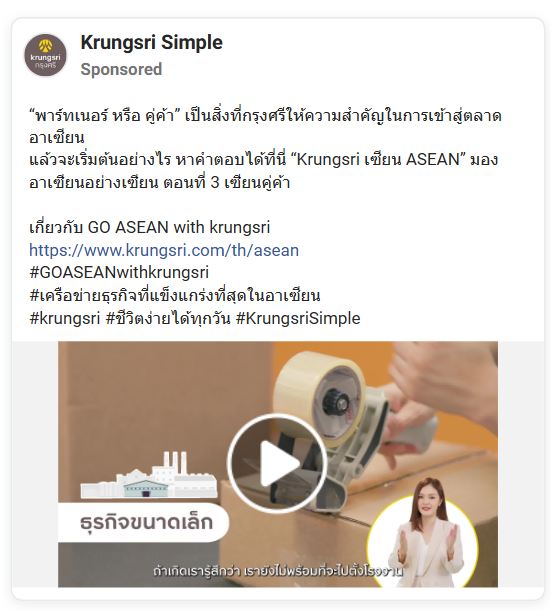 krungsri
กรุงศรี
Krungsri Simple
Sponsored
“พาร์ทเนอร์ หรือ คู่ค้า” เป็นสิ่งที่กรุงศรีให้ความสำคัญในการเข้าสู่ตลาด
อาเซียน
แล้วจะเริ่มต้นอย่างไร หาคำตอบได้ที่นี่ “Krungsri เซียน ASEAN” มอง
อาเซียนอย่างเซียน ตอนที่ 3 เซียนคู่ค้า
เกี่ยวกับ GO ASEAN with krungsri
https://www.krungsri.com/th/asean
#GOASEANwithkrungsri
#เครือข่ายธุรกิจที่แข็งแกร่งที่สุดในอาเซียน
#krungsri #ชีวิตง่ายได้ทุกวัน #KrungsriSimple
ธุรกิจขนาดเล็ก
ถ้าเกิดเรารู้สึกว่า เรายังไม่พร้อมที่จะไปตั้งโรงงาน